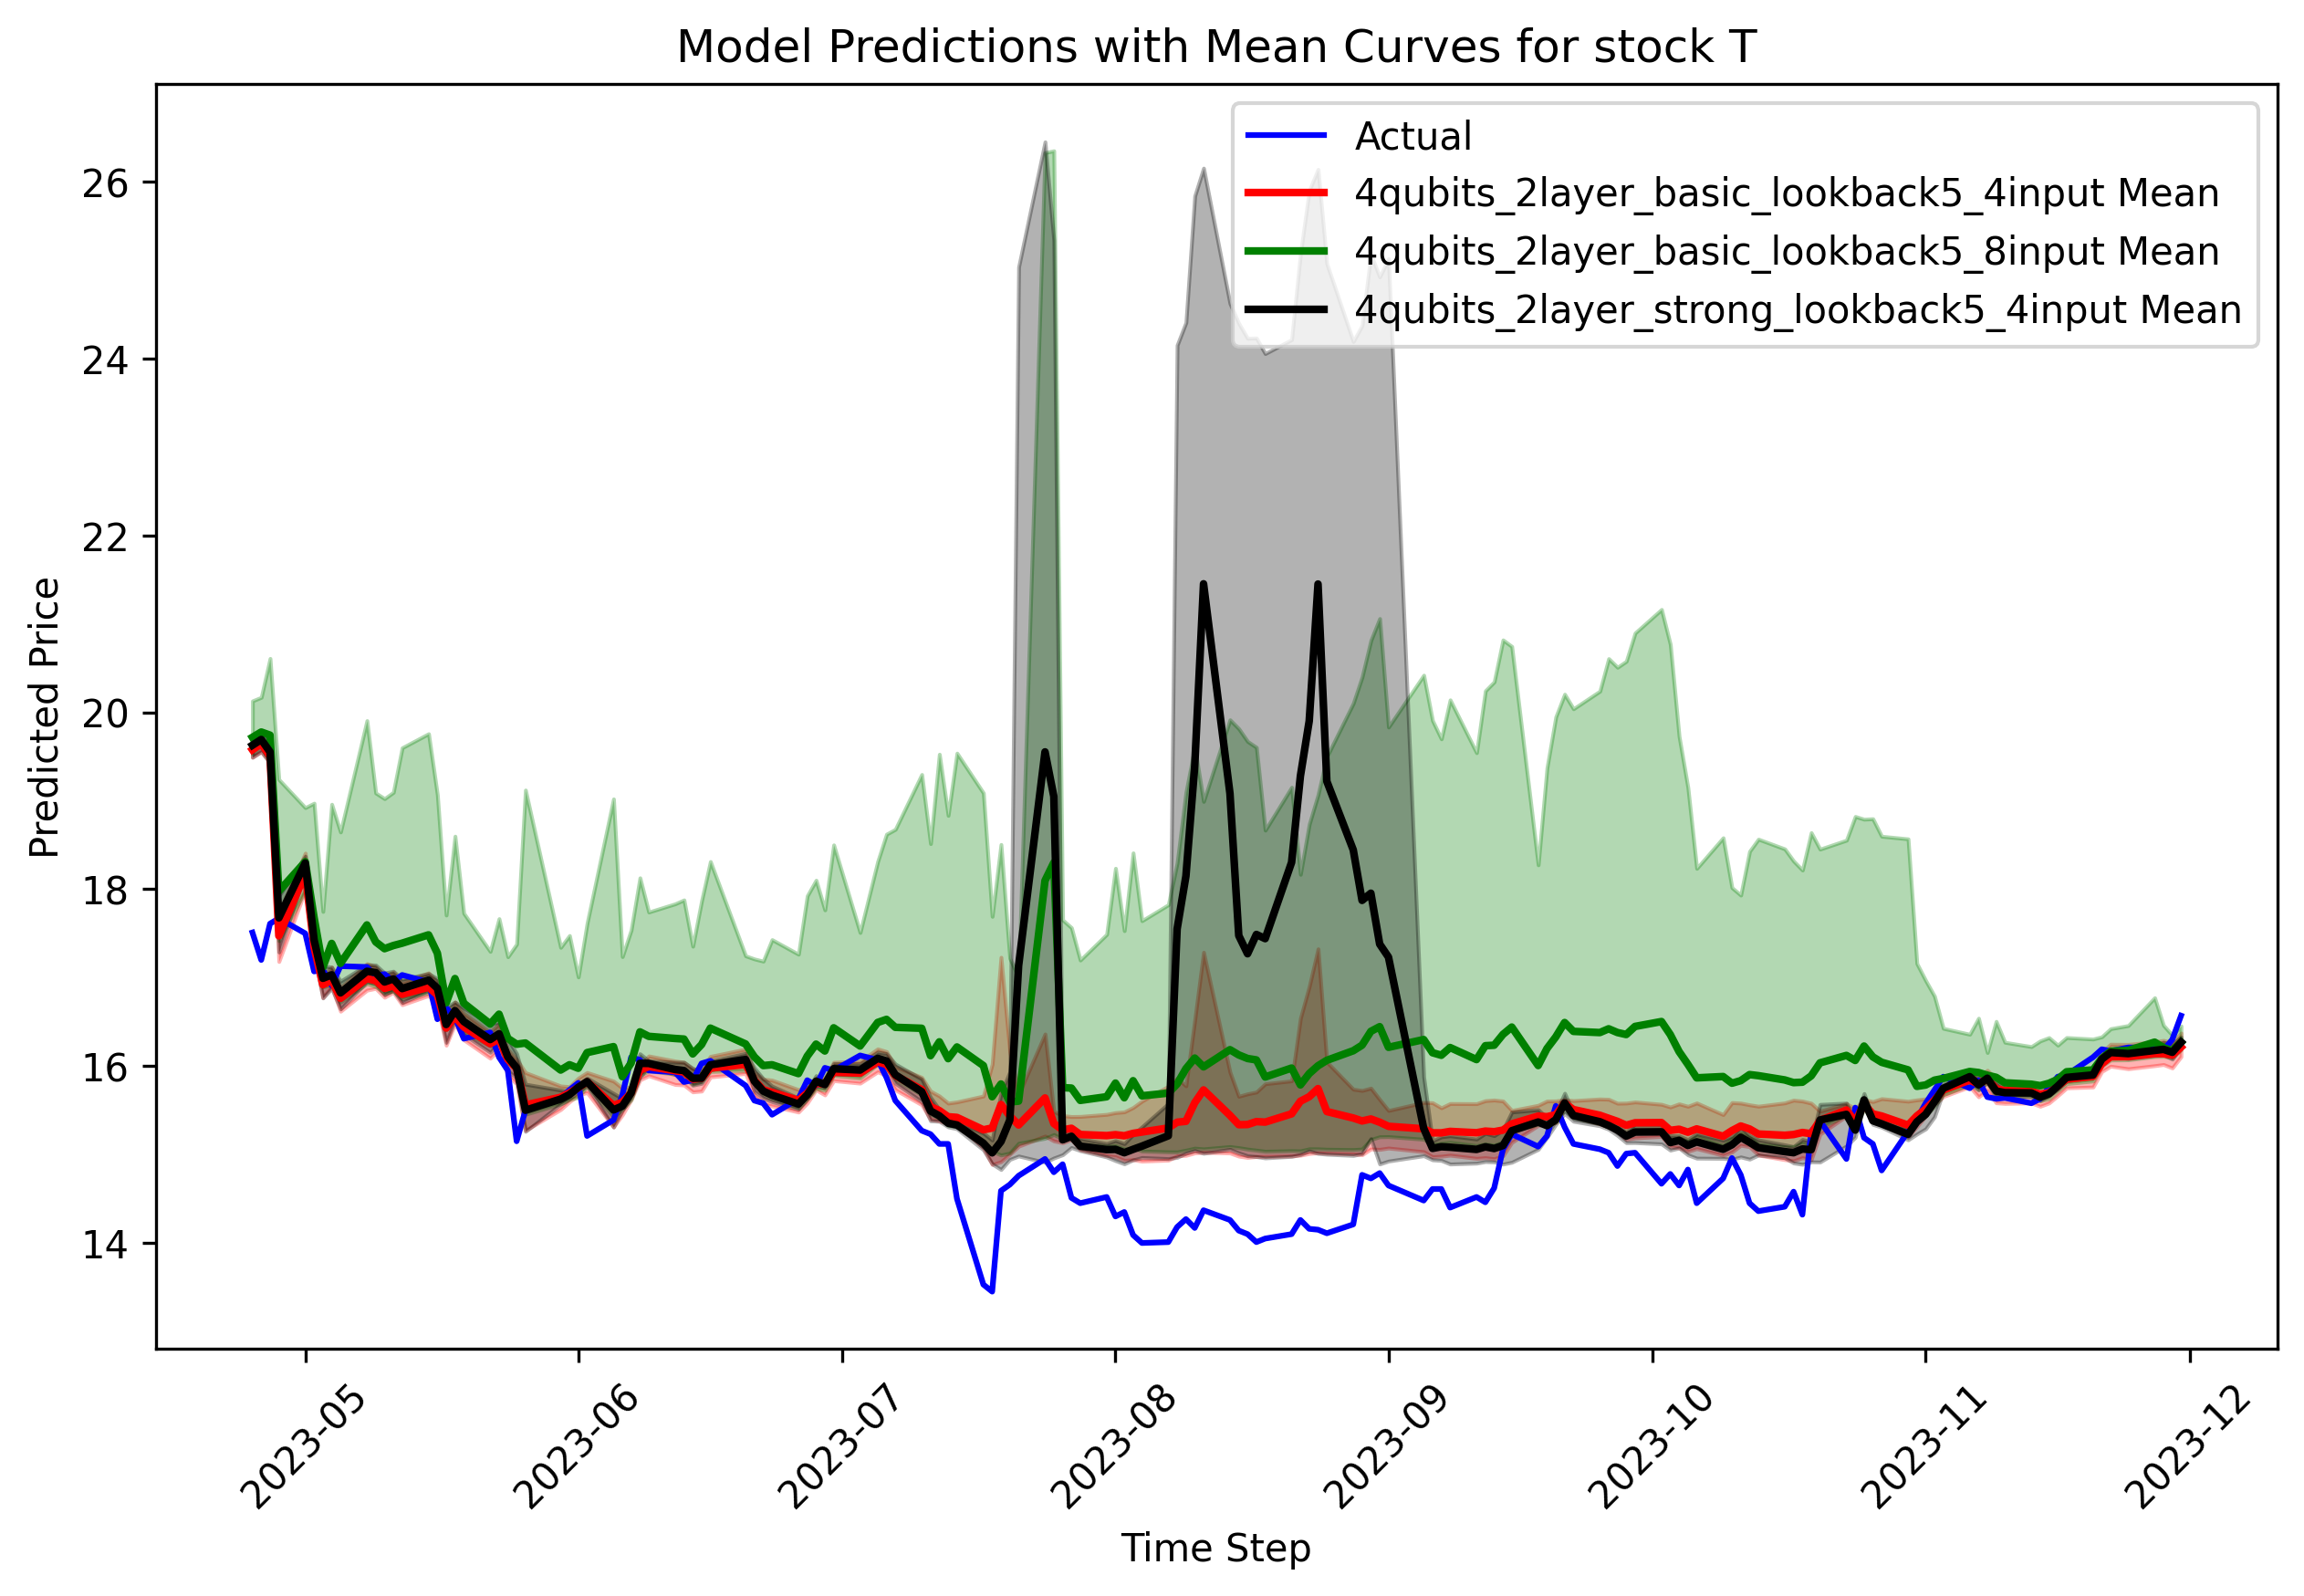 Model Predictions with Mean Curves for stock T
Actual
4qubits_2layer_basic_lookback5_4input Mean
4qubits_2layer_basic_lookback5_8input Mean
4qubits_2layer_strong_lookback5_4input Mean
Predicted Price
26
24
22
20
18
16
14
2023-05
2023-06
2023-07
2023-08
2023-09
2023-10
2023-11
2023-12
Time Step